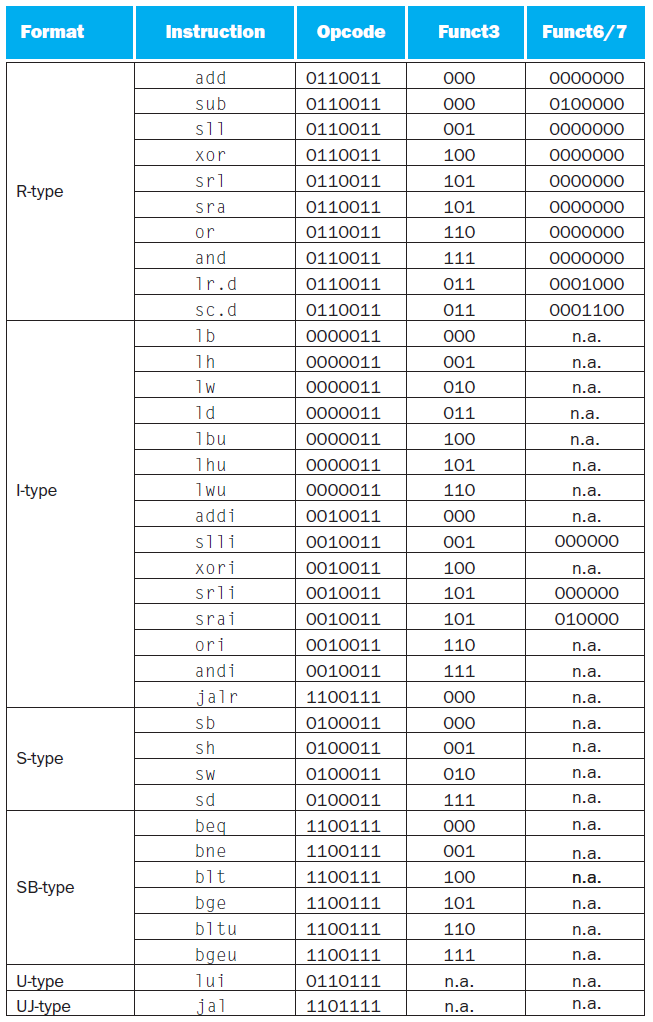 Format Instruction Opcode Funct3 Funct6/7
add 0110011 000 0000000
sub 0110011 000 0100000
sll 0110011 001 0000000
xor 0110011 100 0000000
R-type srl 0110011 101 0000000
sra 0110011 101 0000000
or 0110011 110 0000000
and 0110011 111 0000000
lr.d 0110011 011 0001000
sc.d 0110011 011 0001100
lb 0000011 000 n.a.
lh 0000011 001 n.a.
lw 0000011 010 n.a.
ld 0000011 011 n.a.
lbu 0000011 100 n.a.
lhu 0000011 101 n.a.
I-type lwu 0000011 110 n.a.
addi 0010011 000 n.a.
slli 0010011 001 000000
xori 0010011 100 n.a.
srli 0010011 101 000000
srai 0010011 101 010000
ori 0010011 110 n.a.
andi 0010011 111 n.a.
jalr 1100111 000 n.a.
sb 0100011 000 n.a.
S-type sh 0100011 001 n.a.
sw 0100011 010 n.a.
sd 0100011 111 n.a.
beq 1100111 000 n.a.
bne 1100111 001 n.a.
SB-type blt 1100111 100 n.a.
bge 1100111 101 n.a.
bltu 1100111 110 n.a.
bgeu 1100111 111 n.a.
U-type lui 0110111 n.a. n.a.
UJ-type jal 1101111 n.a. n.a.